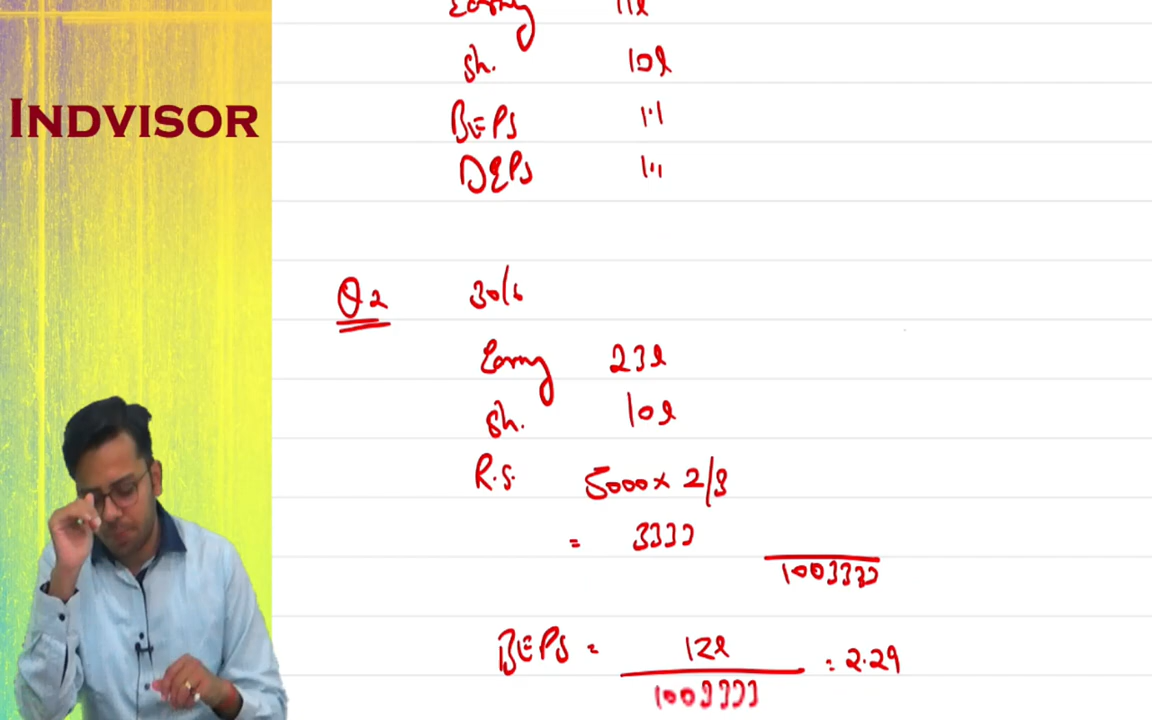 INDVISOR
Sh. 10l
BEPS 1.1
DEPS 1.1
Q2 30/6
Earng 23l
Sh. 10l
R.S. 5000 x 2/3
= 3333
1003333
BEPS = 12l / 1003333 = 2.29